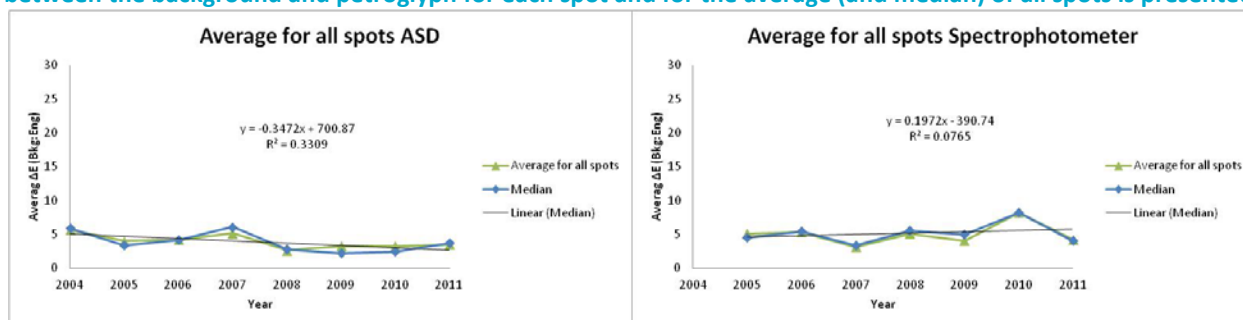 between the background and petroglyph for each spot and for the average (and median) of all spots is presented
Average for all spots ASD
30
25
20
15
10
5
0
Averag ΔE (Bkg:Eng)
y = -0.3472x + 700.87
R² = 0.3309
Average for all spots
Median
Linear (Median)
2004 2005 2006 2007 2008 2009 2010 2011
Year
Average for all spots Spectrophotometer
30
25
20
15
10
5
0
Averag ΔE (Bkg:Eng)
y = 0.1972x - 390.74
R² = 0.0765
Average for all spots
Median
Linear (Median)
2004 2005 2006 2007 2008 2009 2010 2011
Year